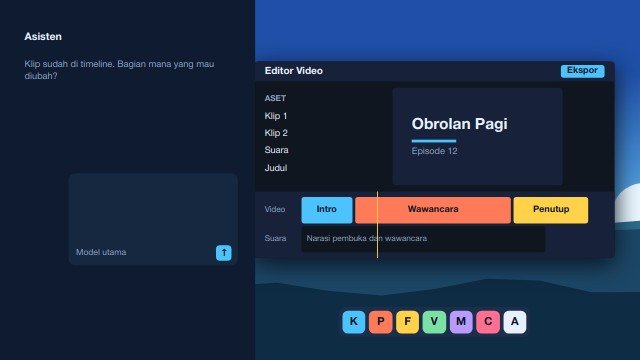 Asisten
Klip sudah di timeline. Bagian mana yang mau
diubah?
Model utama
↑
Editor Video
Ekspor
ASET
Klip 1
Klip 2
Suara
Judul
Obrolan Pagi
Episode 12
Video
Intro
Wawancara
Penutup
Suara
Narasi pembuka dan wawancara
K P F V M C A